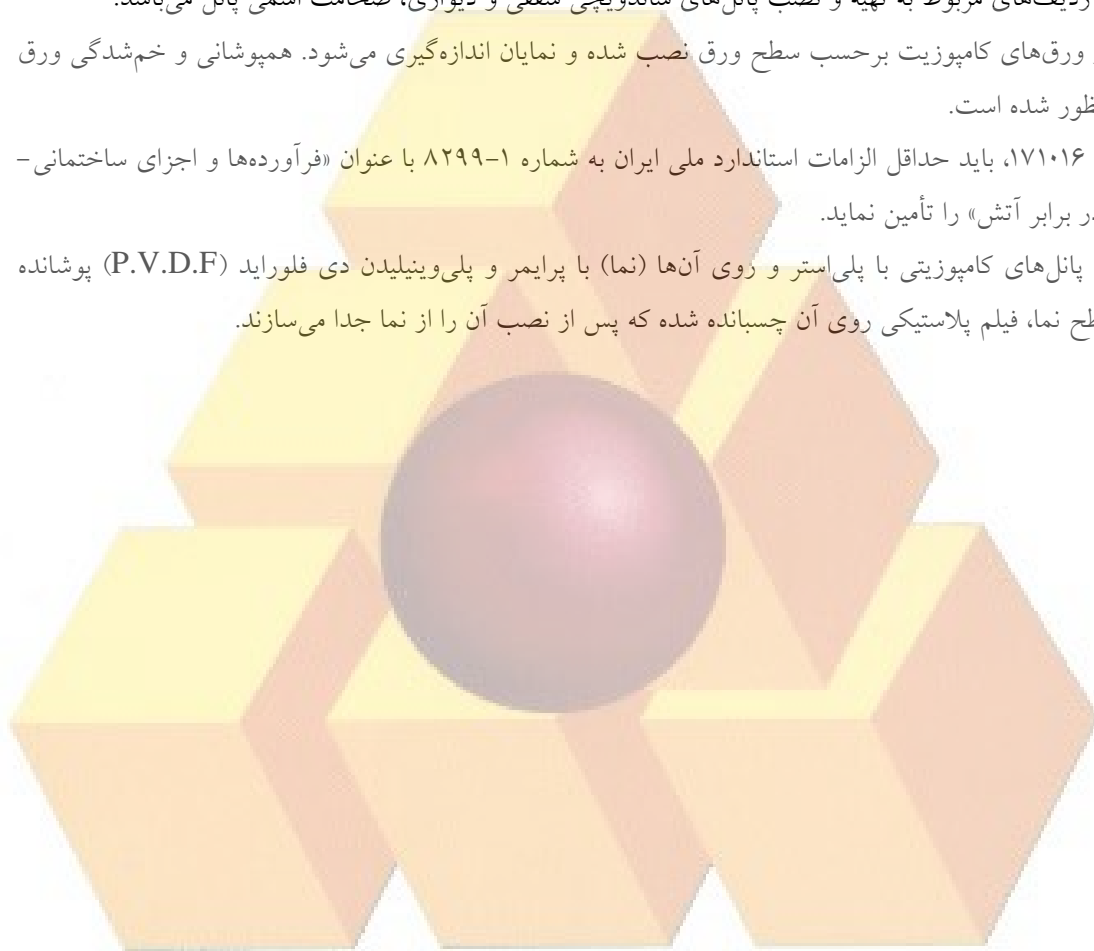 ردیف‌های مربوط به تهیه و نصب پانل‌های ساندویچی سقفی و دیواری، ضخامت اسمی پانل می‌باشد.
ورق‌های کامپوزیت برحسب سطح ورق نصب شده و نمایان اندازه‌گیری می‌شود. همپوشانی و خم‌شدگی ورق
ظور شده است.
۱۷۱۰۱۶، باید حداقل الزامات استاندارد ملی ایران به شماره ۱-۸۲۹۹ با عنوان «فرآورده‌ها و اجزای ساختمانی-
در برابر آتش» را تأمین نماید.
پانل‌های کامپوزیتی با پلی‌استر و روی آن‌ها (نما) با پرایمر و پلی‌وینیلیدن دی فلوراید (P.V.D.F) پوشانده
طح نما، فیلم پلاستیکی روی آن چسبانده شده که پس از نصب آن را از نما جدا می‌سازند.